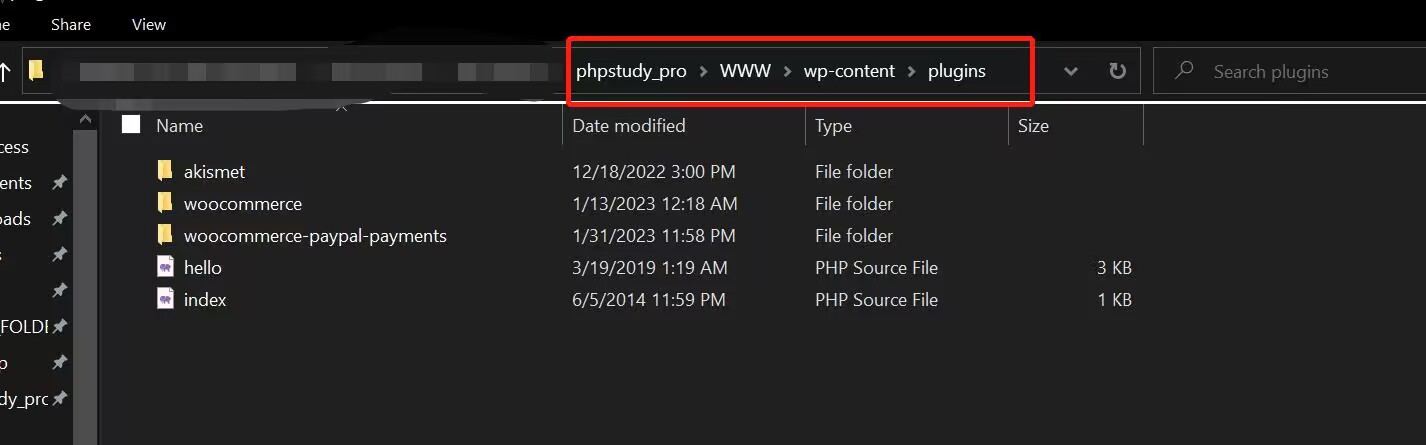 Share View
phpstudy_pro > WWW > wp-content > plugins Search plugins
Name Date modified Type Size
akismet 12/18/2022 3:00 PM File folder
woocommerce 1/13/2023 12:18 AM File folder
woocommerce-paypal-payments 1/31/2023 11:58 PM File folder
hello 3/19/2019 1:19 AM PHP Source File 3 KB
index 6/5/2014 11:59 PM PHP Source File 1 KB
cess
ents
oads
_FOLDE
p
dy_pro